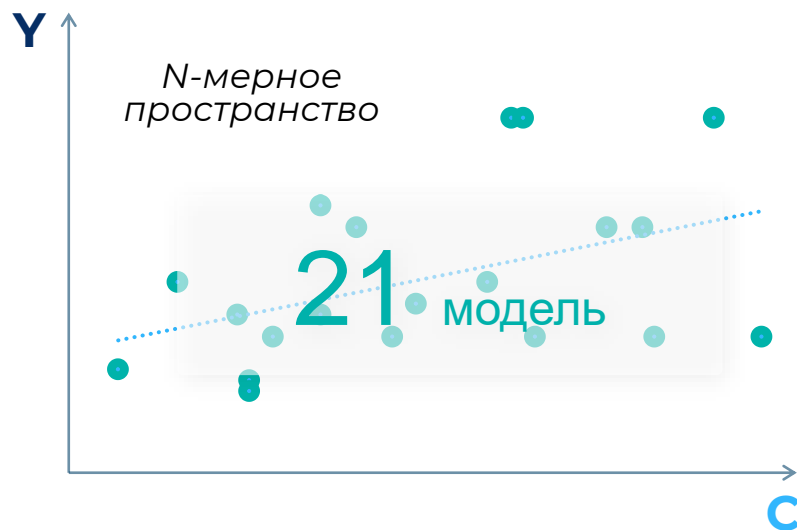 Y
N-мерное
пространство
21 модель
C